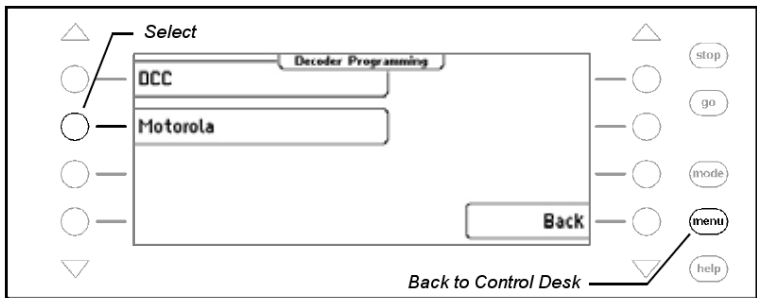 Select
stop
Decoder Programming
DCC
go
Motorola
mode
Back
menu
help
Back to Control Desk